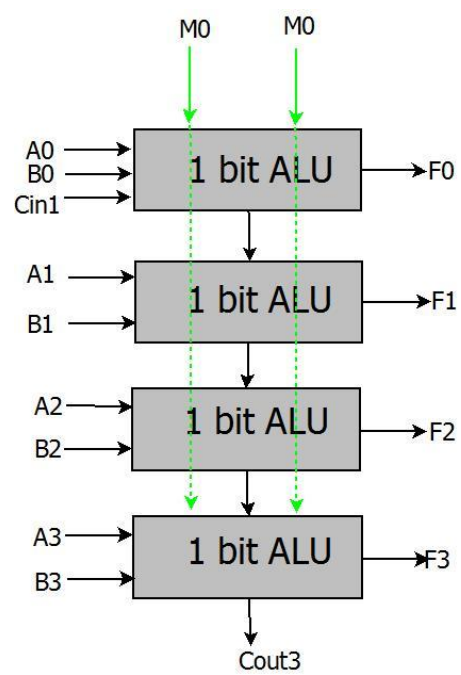 M0 M0
A0
B0
Cin1
1 bit ALU
F0
A1
B1
1 bit ALU
F1
A2
B2
1 bit ALU
F2
A3
B3
1 bit ALU
F3
Cout3